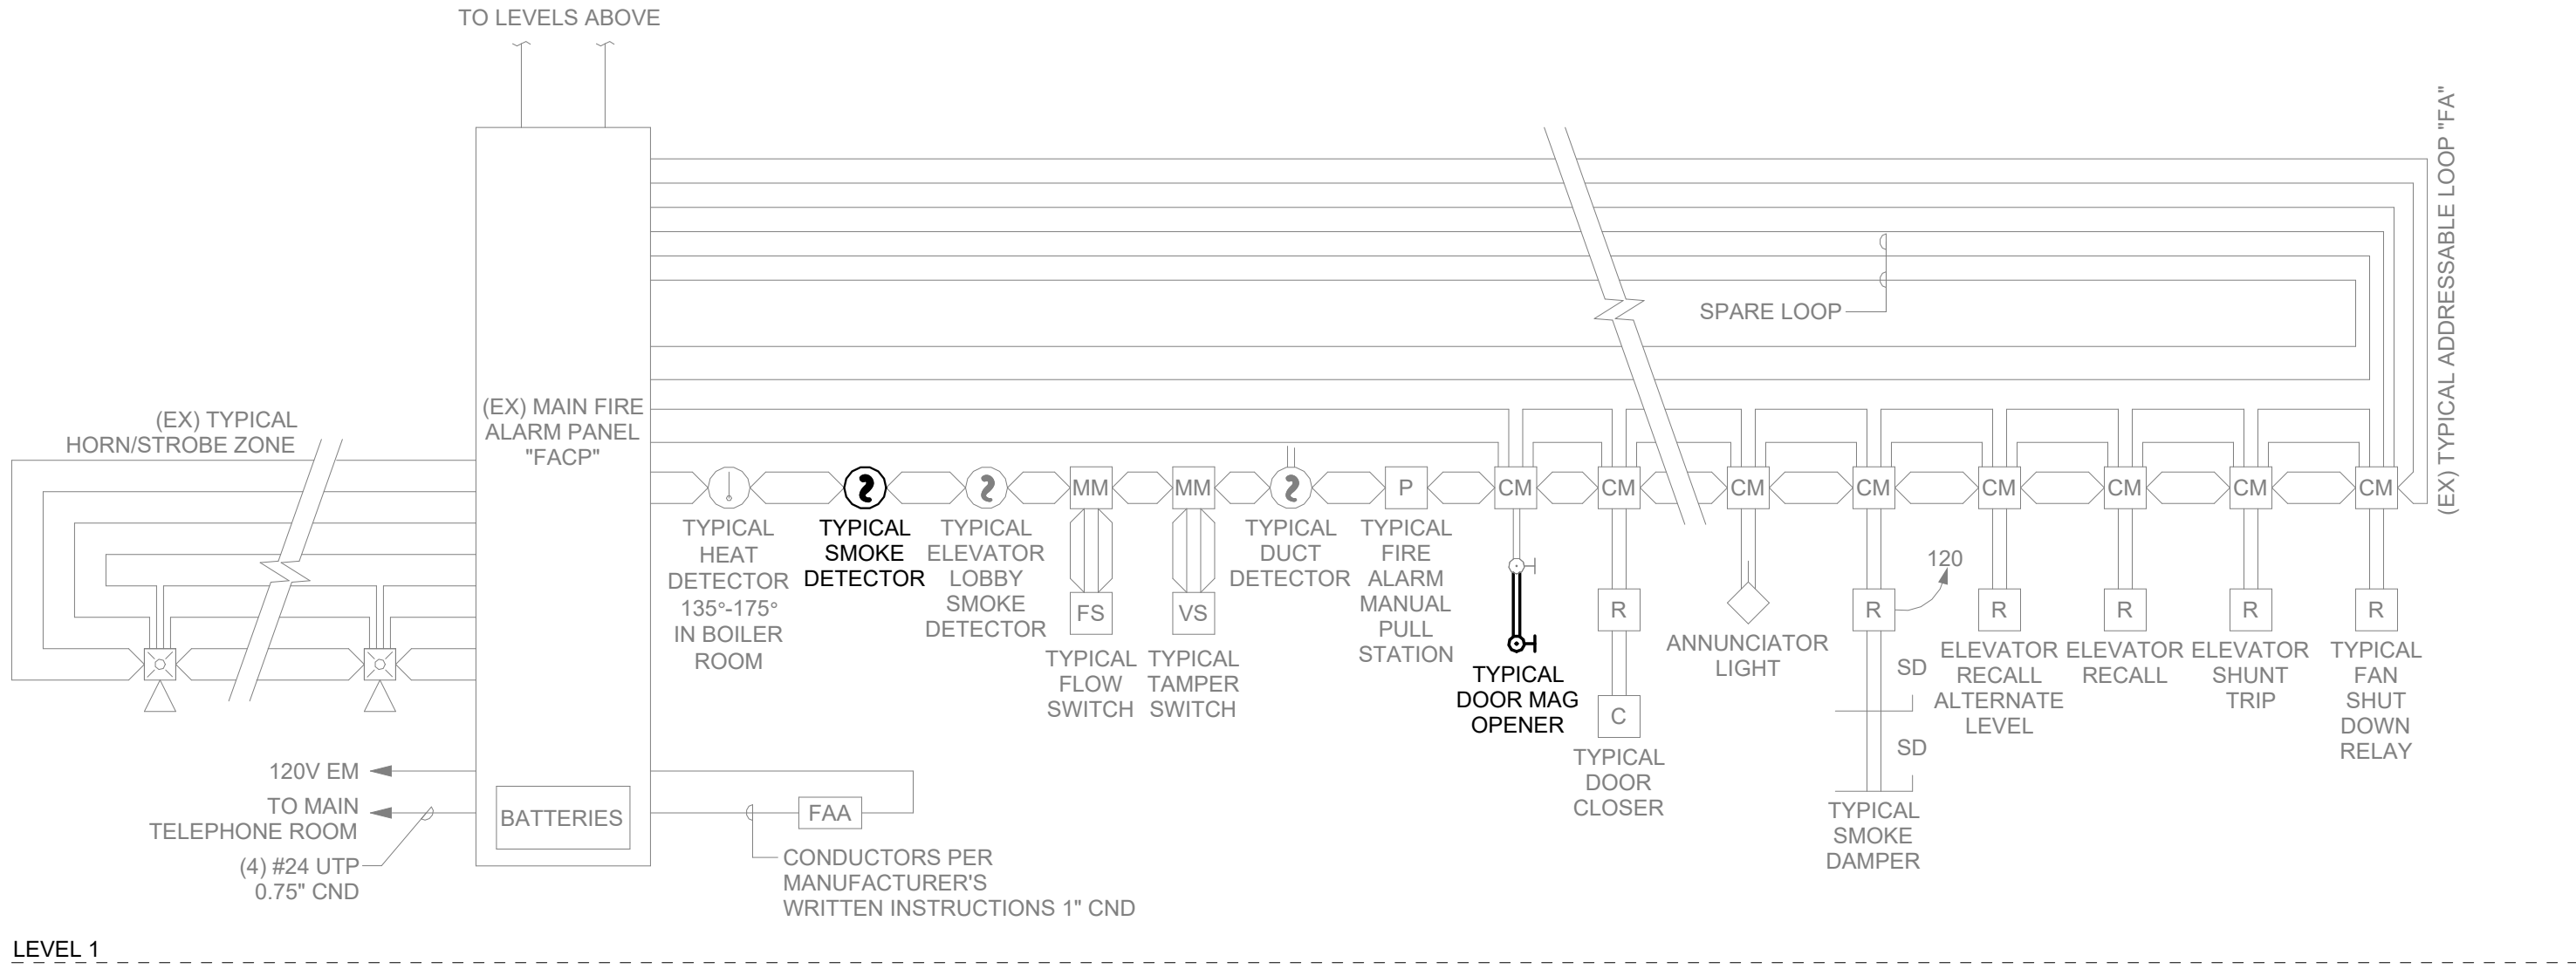 TO LEVELS ABOVE
(EX) TYPICAL ADDRESSABLE LOOP "FA"
SPARE LOOP
(EX) TYPICAL
HORN/STROBE ZONE
(EX) MAIN FIRE
ALARM PANEL
"FACP"
MM
MM
P
CM
CM
CM
CM
CM
CM
CM
CM
TYPICAL
HEAT
DETECTOR
135°-175°
IN BOILER
ROOM
TYPICAL
SMOKE
DETECTOR
TYPICAL
ELEVATOR
LOBBY
SMOKE
DETECTOR
FS
TYPICAL
FLOW
SWITCH
VS
TYPICAL
TAMPER
SWITCH
TYPICAL
DUCT
DETECTOR
TYPICAL
FIRE
ALARM
MANUAL
PULL
STATION
TYPICAL
DOOR MAG
OPENER
R
C
TYPICAL
DOOR
CLOSER
ANNUNCIATOR
LIGHT
120
R
SD
SD
TYPICAL
SMOKE
DAMPER
R
ELEVATOR
RECALL
ALTERNATE
LEVEL
R
ELEVATOR
RECALL
R
ELEVATOR
SHUNT
TRIP
R
TYPICAL
FAN
SHUT
DOWN
RELAY
120V EM
TO MAIN
TELEPHONE ROOM
(4) #24 UTP
0.75" CND
BATTERIES
FAA
CONDUCTORS PER
MANUFACTURER'S
WRITTEN INSTRUCTIONS 1" CND
LEVEL 1